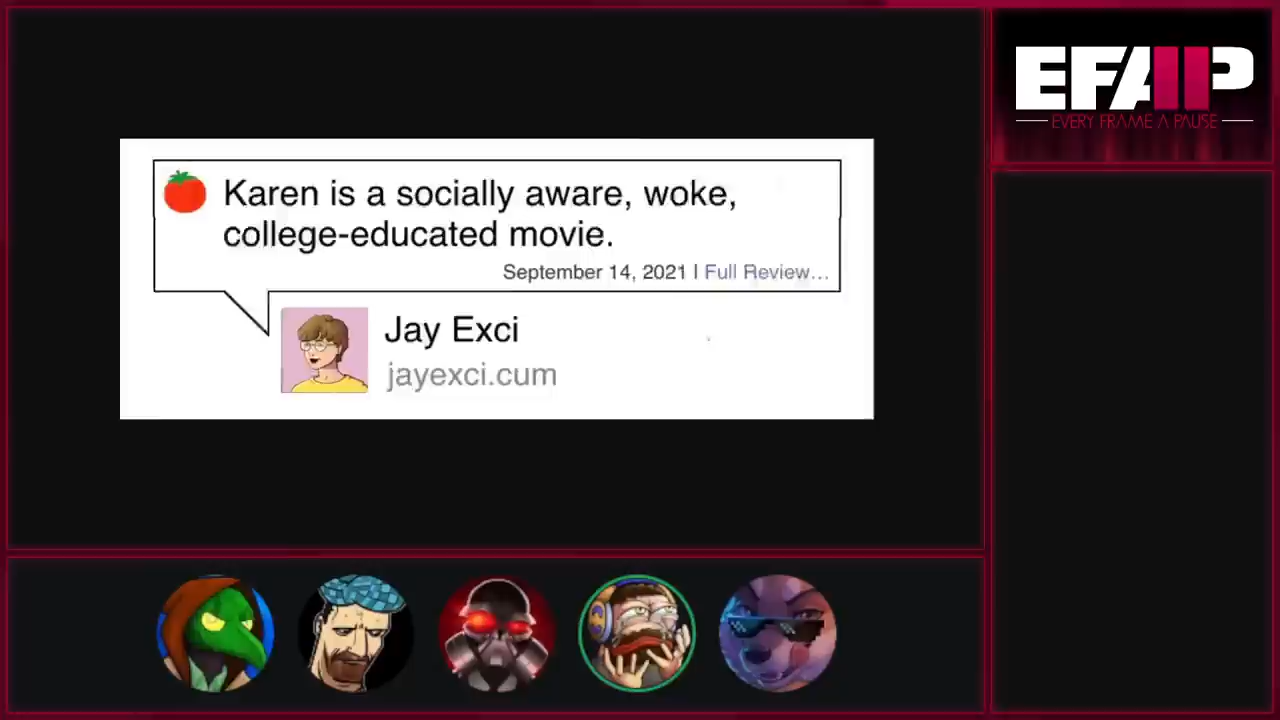 EFAP
EVERY FRAME A PAUSE
Karen is a socially aware, woke,
college-educated movie.
September 14, 2021 | Full Review…
Jay Exci
jayexci.cum